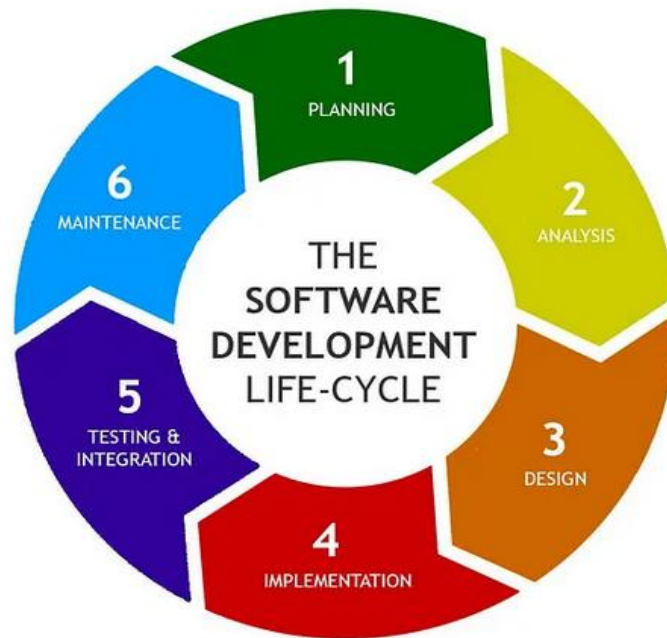 THE
SOFTWARE
DEVELOPMENT
LIFE-CYCLE
1
PLANNING
2
ANALYSIS
3
DESIGN
4
IMPLEMENTATION
5
TESTING &
INTEGRATION
6
MAINTENANCE